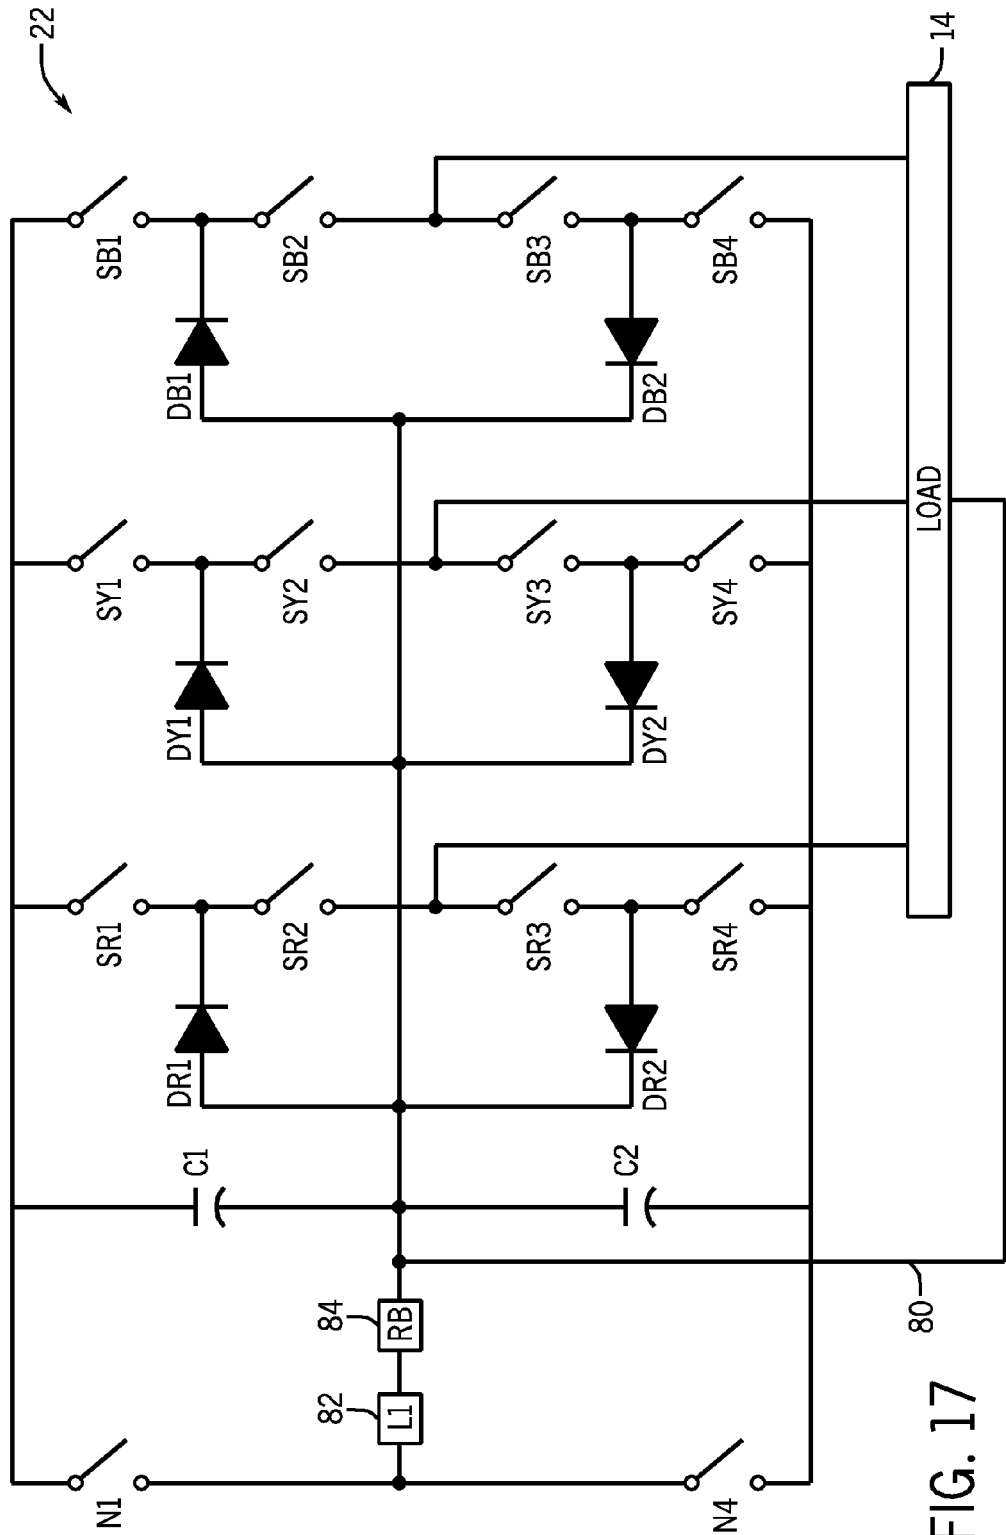 22
SB1
SB2
SB3
SB4
DB1
DB2
SY1
SY2
SY3
SY4
DY1
DY2
SR1
SR2
SR3
SR4
DR1
DR2
C1
C2
84
RB
82
L1
N1
N4
14
LOAD
80
FIG. 17